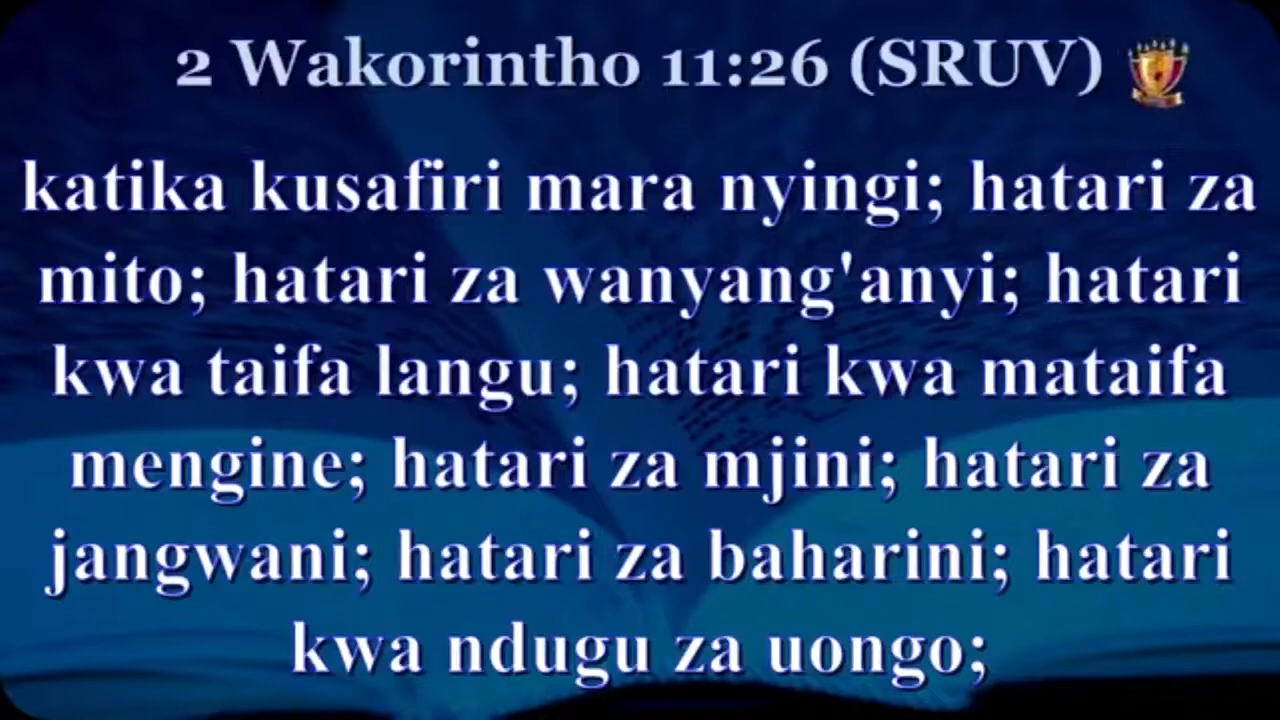 2 Wakorintho 11:26 (SRUV)
katika kusafiri mara nyingi; hatari za
mito; hatari za wanyang'anyi; hatari
kwa taifa langu; hatari kwa mataifa
mengine; hatari za mjini; hatari za
jangwani; hatari za baharini; hatari
kwa ndugu za uongo;